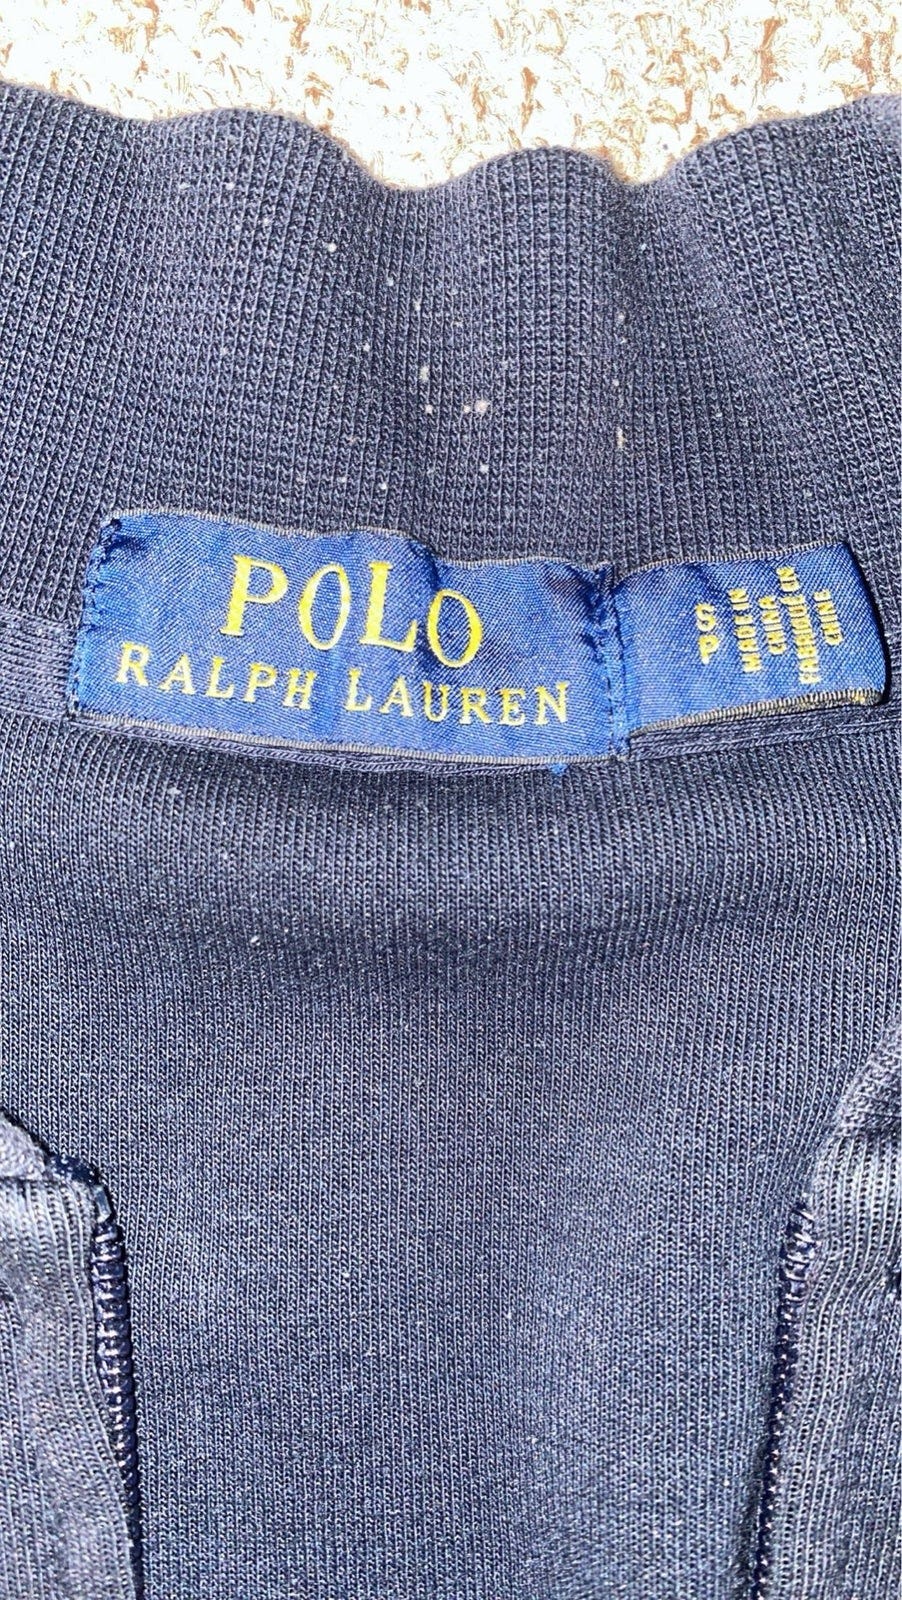 POLO
RALPH LAUREN
S
P
MADE IN
CHINA
FABRIQUÉ EN
CHINE